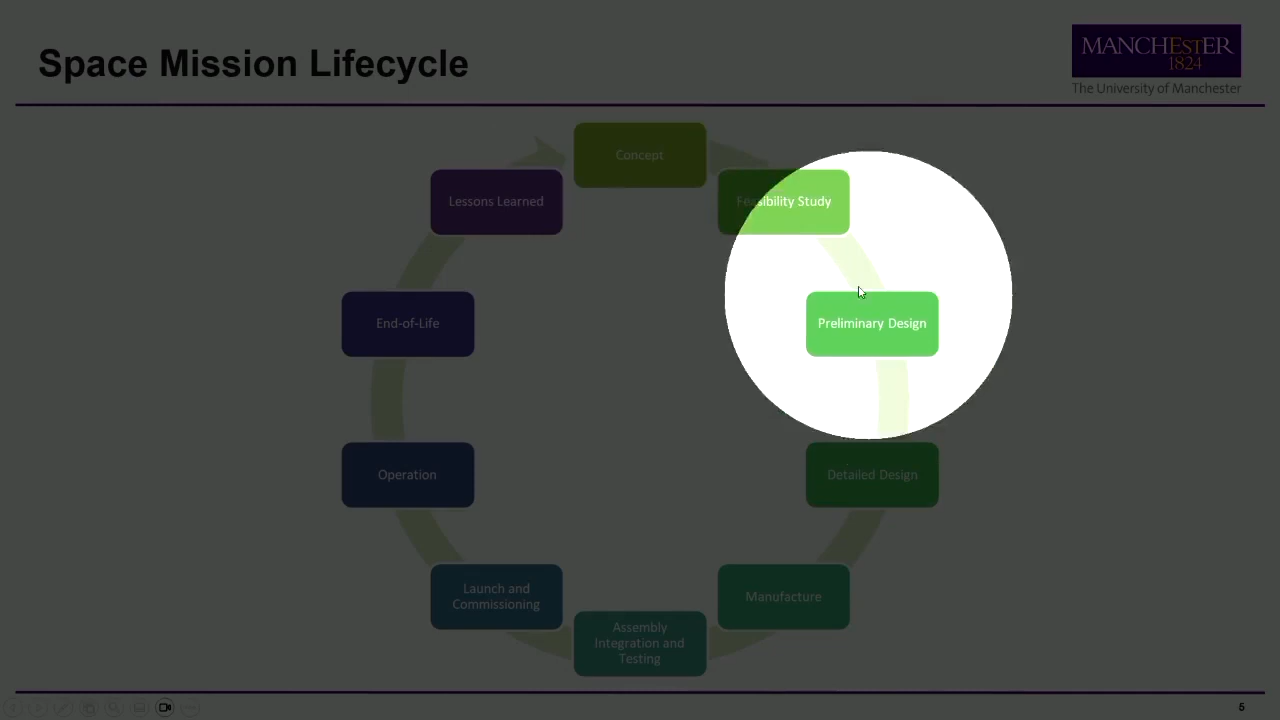 Space Mission Lifecycle
MANCHESTER
1824
The University of Manchester
Concept
Lessons Learned
Feasibility Study
End-of-Life
Preliminary Design
Operation
Detailed Design
Launch and
Commissioning
Manufacture
Assembly
Integration and
Testing
5